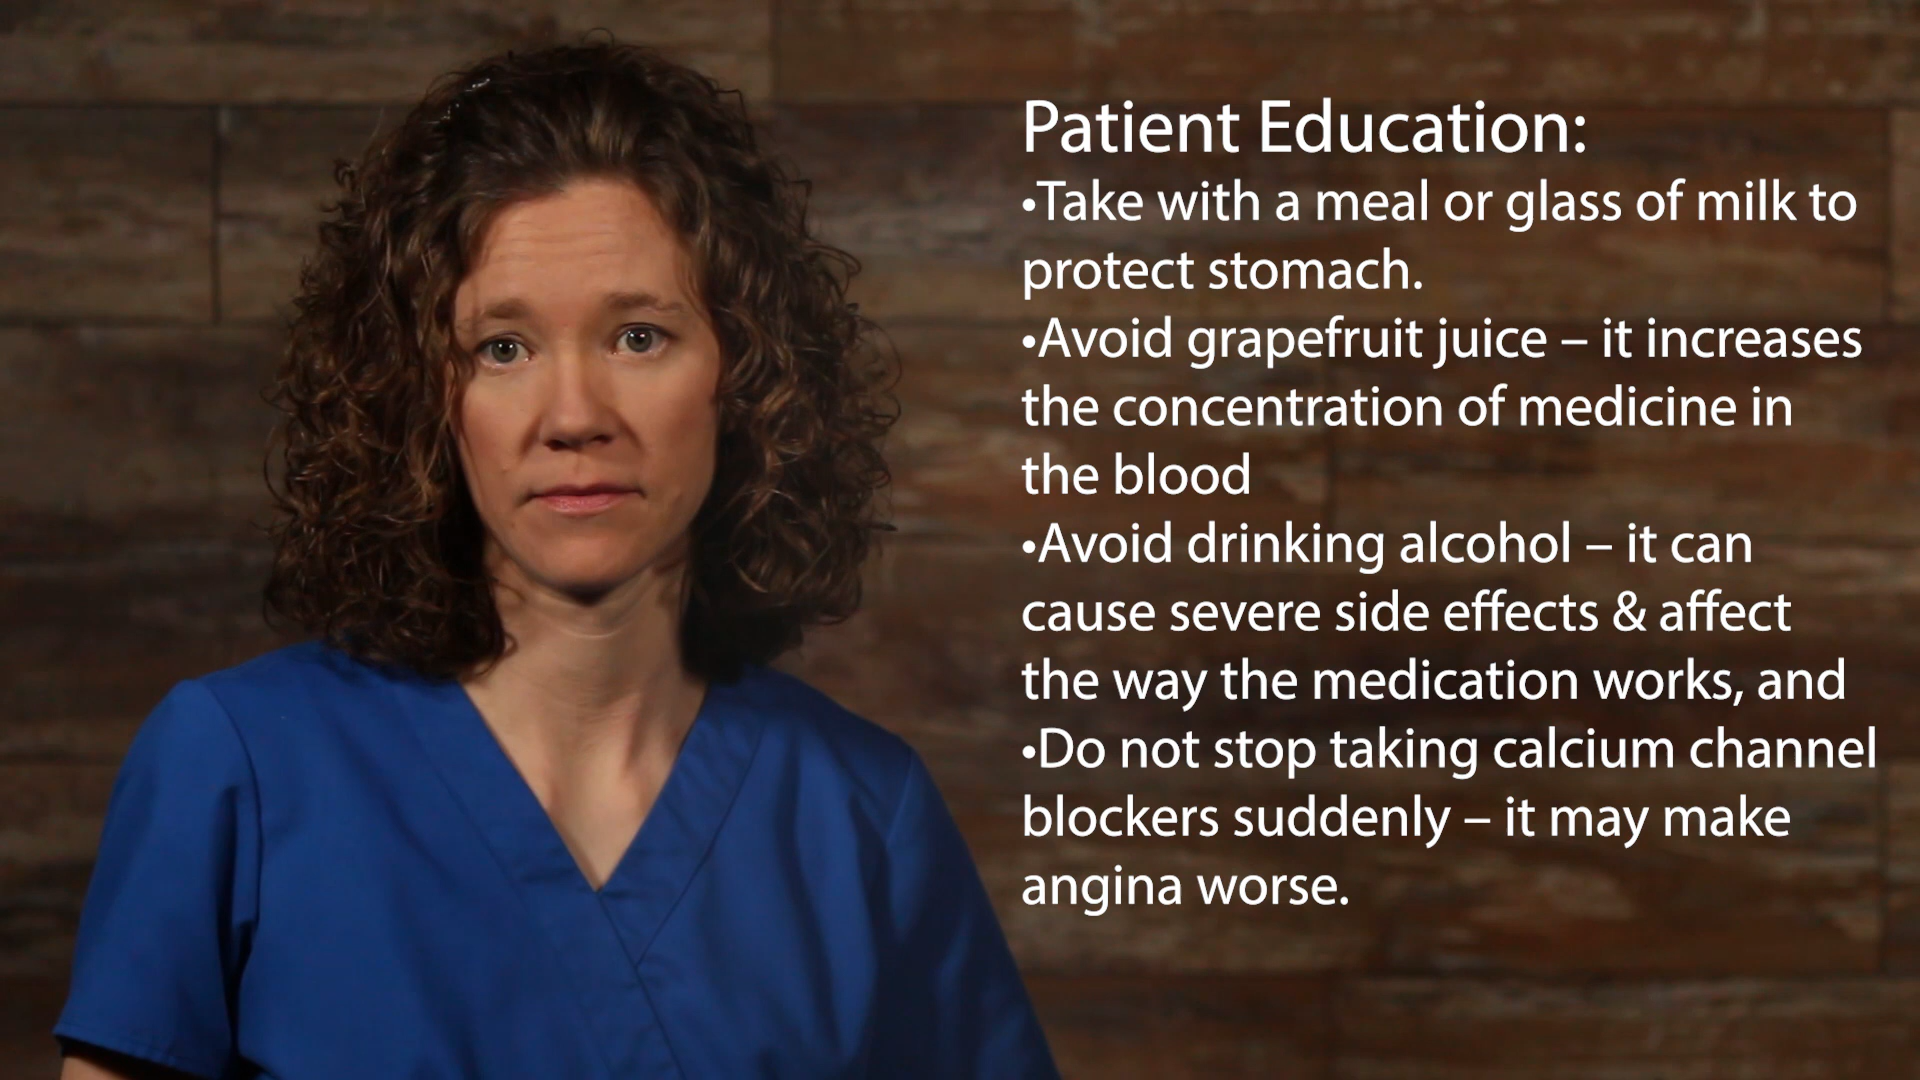 Patient Education:
•Take with a meal or glass of milk to
protect stomach.
•Avoid grapefruit juice – it increases
the concentration of medicine in
the blood
•Avoid drinking alcohol – it can
cause severe side effects & affect
the way the medication works, and
•Do not stop taking calcium channel
blockers suddenly – it may make
angina worse.